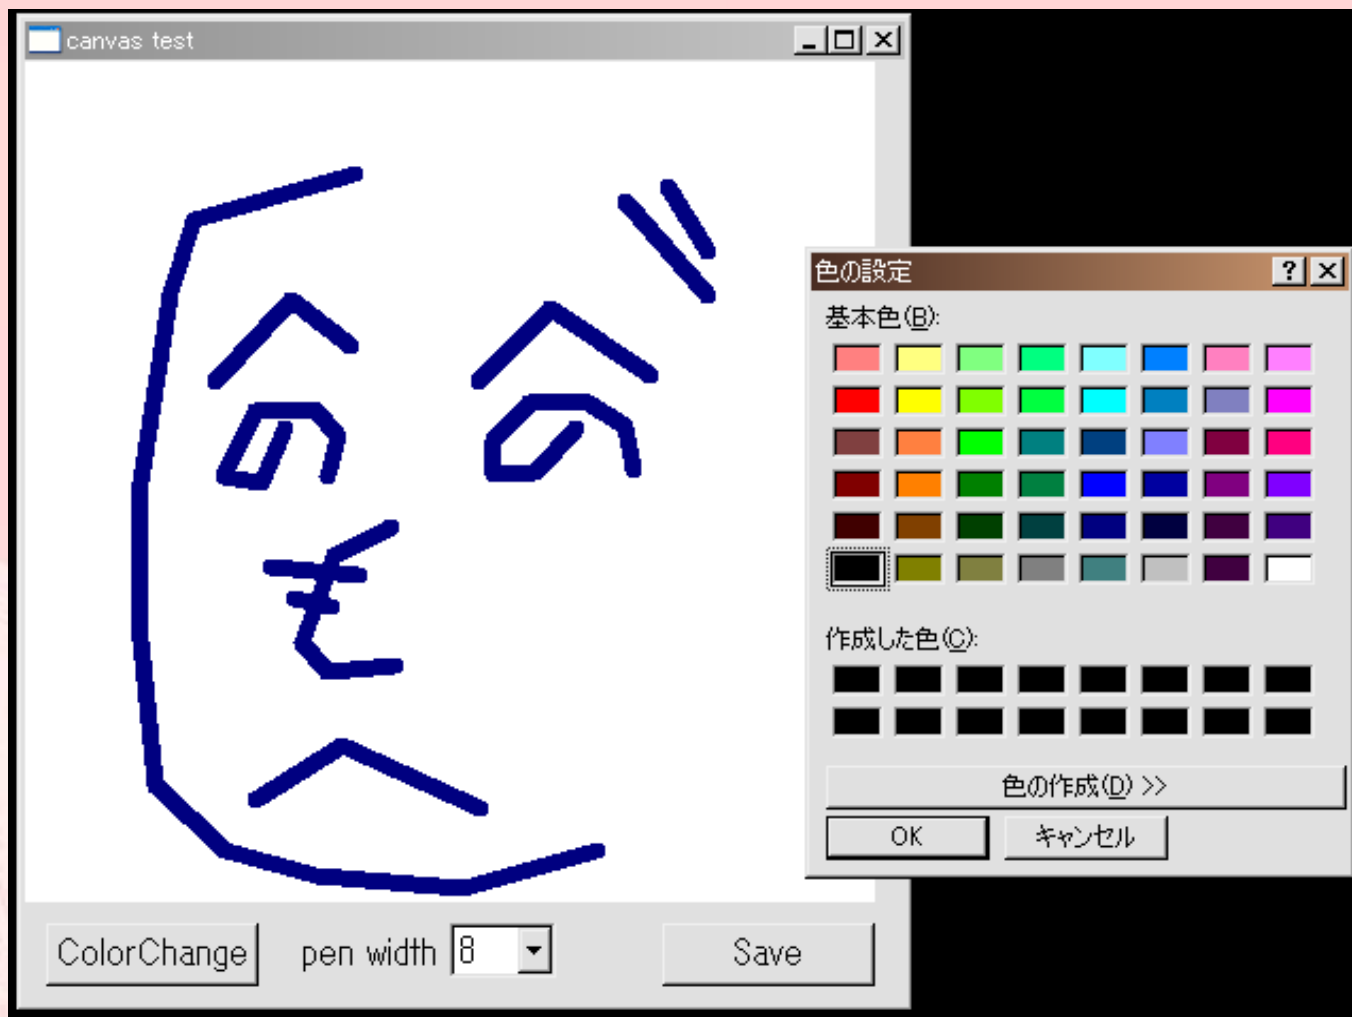 canvas test
色の設定
基本色(B):
作成した色(C):
色の作成(D) >>
OK キャンセル
ColorChange pen width 8 Save